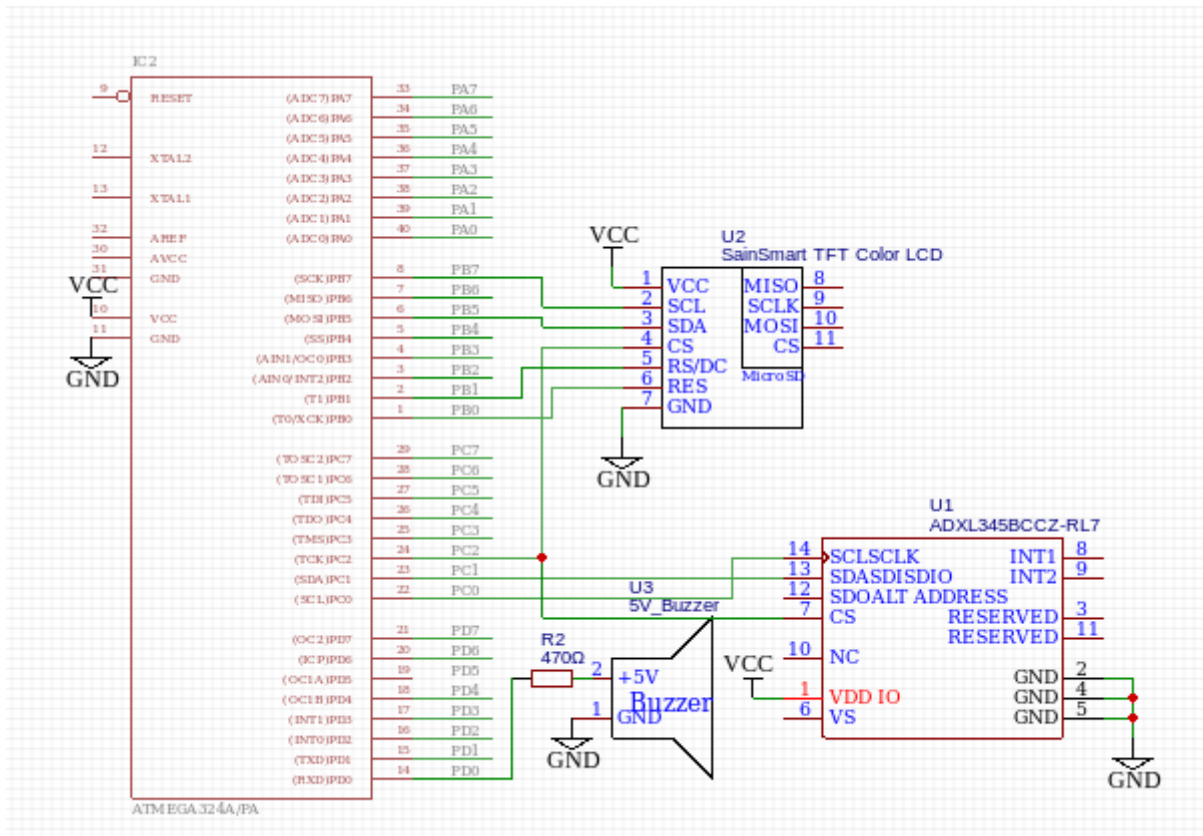 IC2
9 RESET
12 XTAL2
13 XTAL1
32 AREF
30 AVCC
31 GND
VCC
10 VCC
11 GND
GND
(ADC7)PA7 33 PA7
(ADC6)PA6 34 PA6
(ADC5)PA5 35 PA5
(ADC4)PA4 36 PA4
(ADC3)PA3 37 PA3
(ADC2)PA2 38 PA2
(ADC1)PA1 39 PA1
(ADC0)PA0 40 PA0
(SCK)PB7 8 PB7
(MISO)PB6 7 PB6
(MOSI)PB5 6 PB5
(SS)PB4 5 PB4
(AIN1/OC0)PB3 4 PB3
(AIN0/INT2)PB2 3 PB2
(T1)PB1 2 PB1
(T0/XCK)PB0 1 PB0
(TOSC2)PC7 29 PC7
(TOSC1)PC6 28 PC6
(TDI)PC5 27 PC5
(TDO)PC4 26 PC4
(TMS)PC3 25 PC3
(TCK)PC2 24 PC2
(SDA)PC1 23 PC1
(SCL)PC0 22 PC0
(OC2)PD7 21 PD7
(ICP)PD6 20 PD6
(OC1A)PD5 19 PD5
(OC1B)PD4 18 PD4
(INT1)PD3 17 PD3
(INT0)PD2 16 PD2
(TXD)PD1 15 PD1
(RXD)PD0 14 PD0
ATMEGA324A/PA
VCC
U2
SainSmart TFT Color LCD
1 VCC
2 SCL
3 SDA
4 CS
5 RS/DC
6 RES
7 GND
MISO 8
SCLK 9
MOSI 10
CS 11
MicroSD
GND
U1
ADXL345BCCZ-RL7
14 SCLSCLK
13 SDASDISDIO
12 SDOALT ADDRESS
7 CS
10 NC
VCC
1 VDD IO
6 VS
INT1 8
INT2 9
RESERVED 3
RESERVED 11
GND 2
GND 4
GND 5
GND
U3
5V_Buzzer
R2
470Ω
2 +5V
Buzzer
1 GND
GND